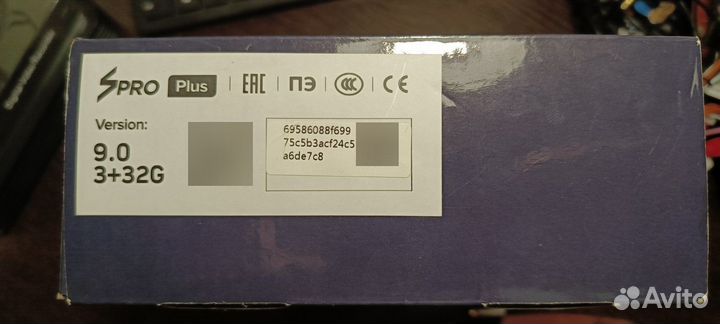 SPRO Plus EAC ПЭ CCC CE
Version:
9.0
3+32G
69586088f699
75c5b3acf24c5
a6de7c8
Avito